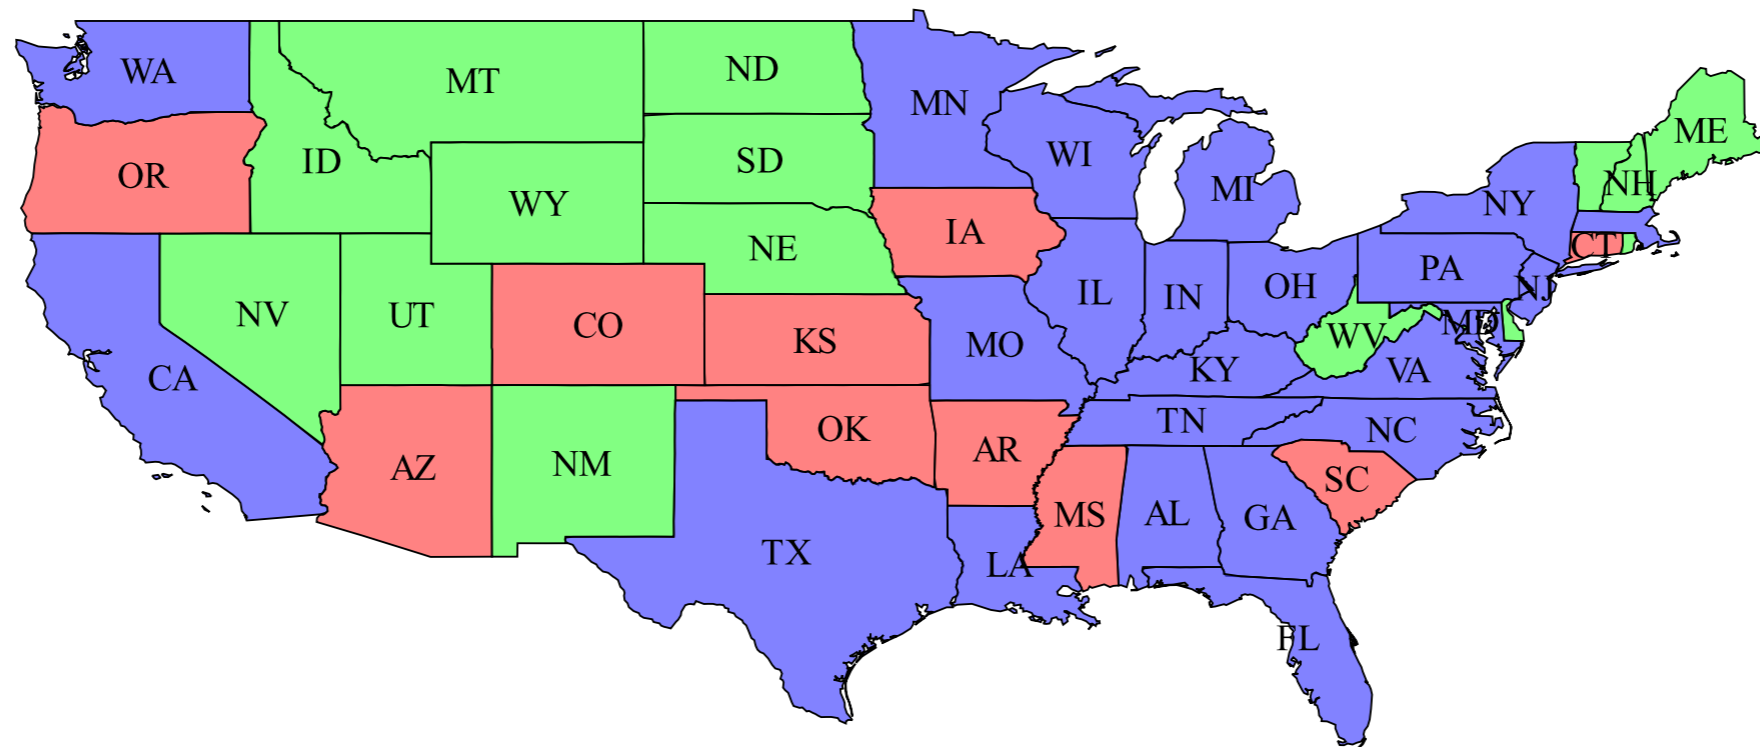 WA
MT
ND
MN
ME
OR
ID
SD
WI
MI
NH
WY
NY
IA
NE
CT
PA
NV
UT
CO
KS
IL
IN
OH
NJ
MO
WV
MD
CA
KY
VA
AZ
NM
OK
AR
TN
NC
SC
TX
LA
MS
AL
GA
FL